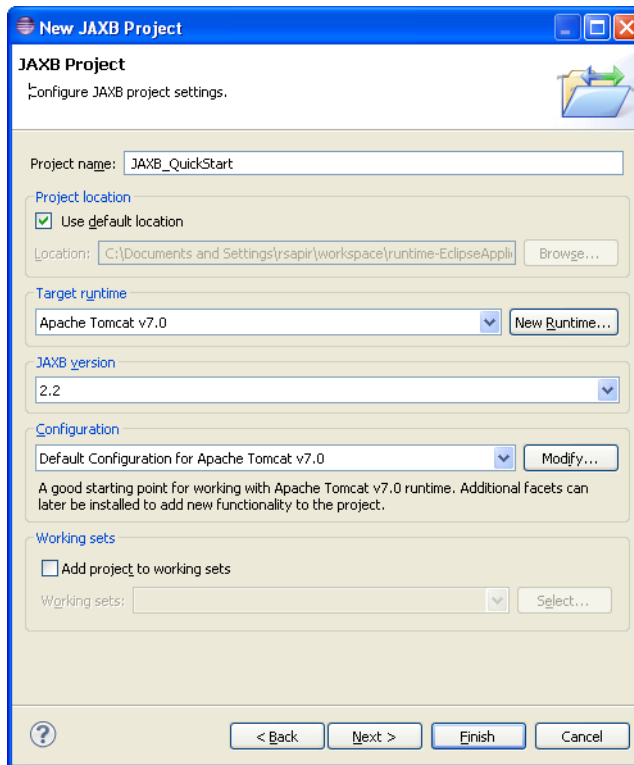 New JAXB Project
JAXB Project
Configure JAXB project settings.
Project name: JAXB_QuickStart
Project location
Use default location
Location: C:\Documents and Settings\rsapir\workspace\runtime-EclipseAppli Browse...
Target runtime
Apache Tomcat v7.0 New Runtime...
JAXB version
2.2
Configuration
Default Configuration for Apache Tomcat v7.0 Modify...
A good starting point for working with Apache Tomcat v7.0 runtime. Additional facets can
later be installed to add new functionality to the project.
Working sets
Add project to working sets
Working sets: Select...
? < Back Next > Finish Cancel